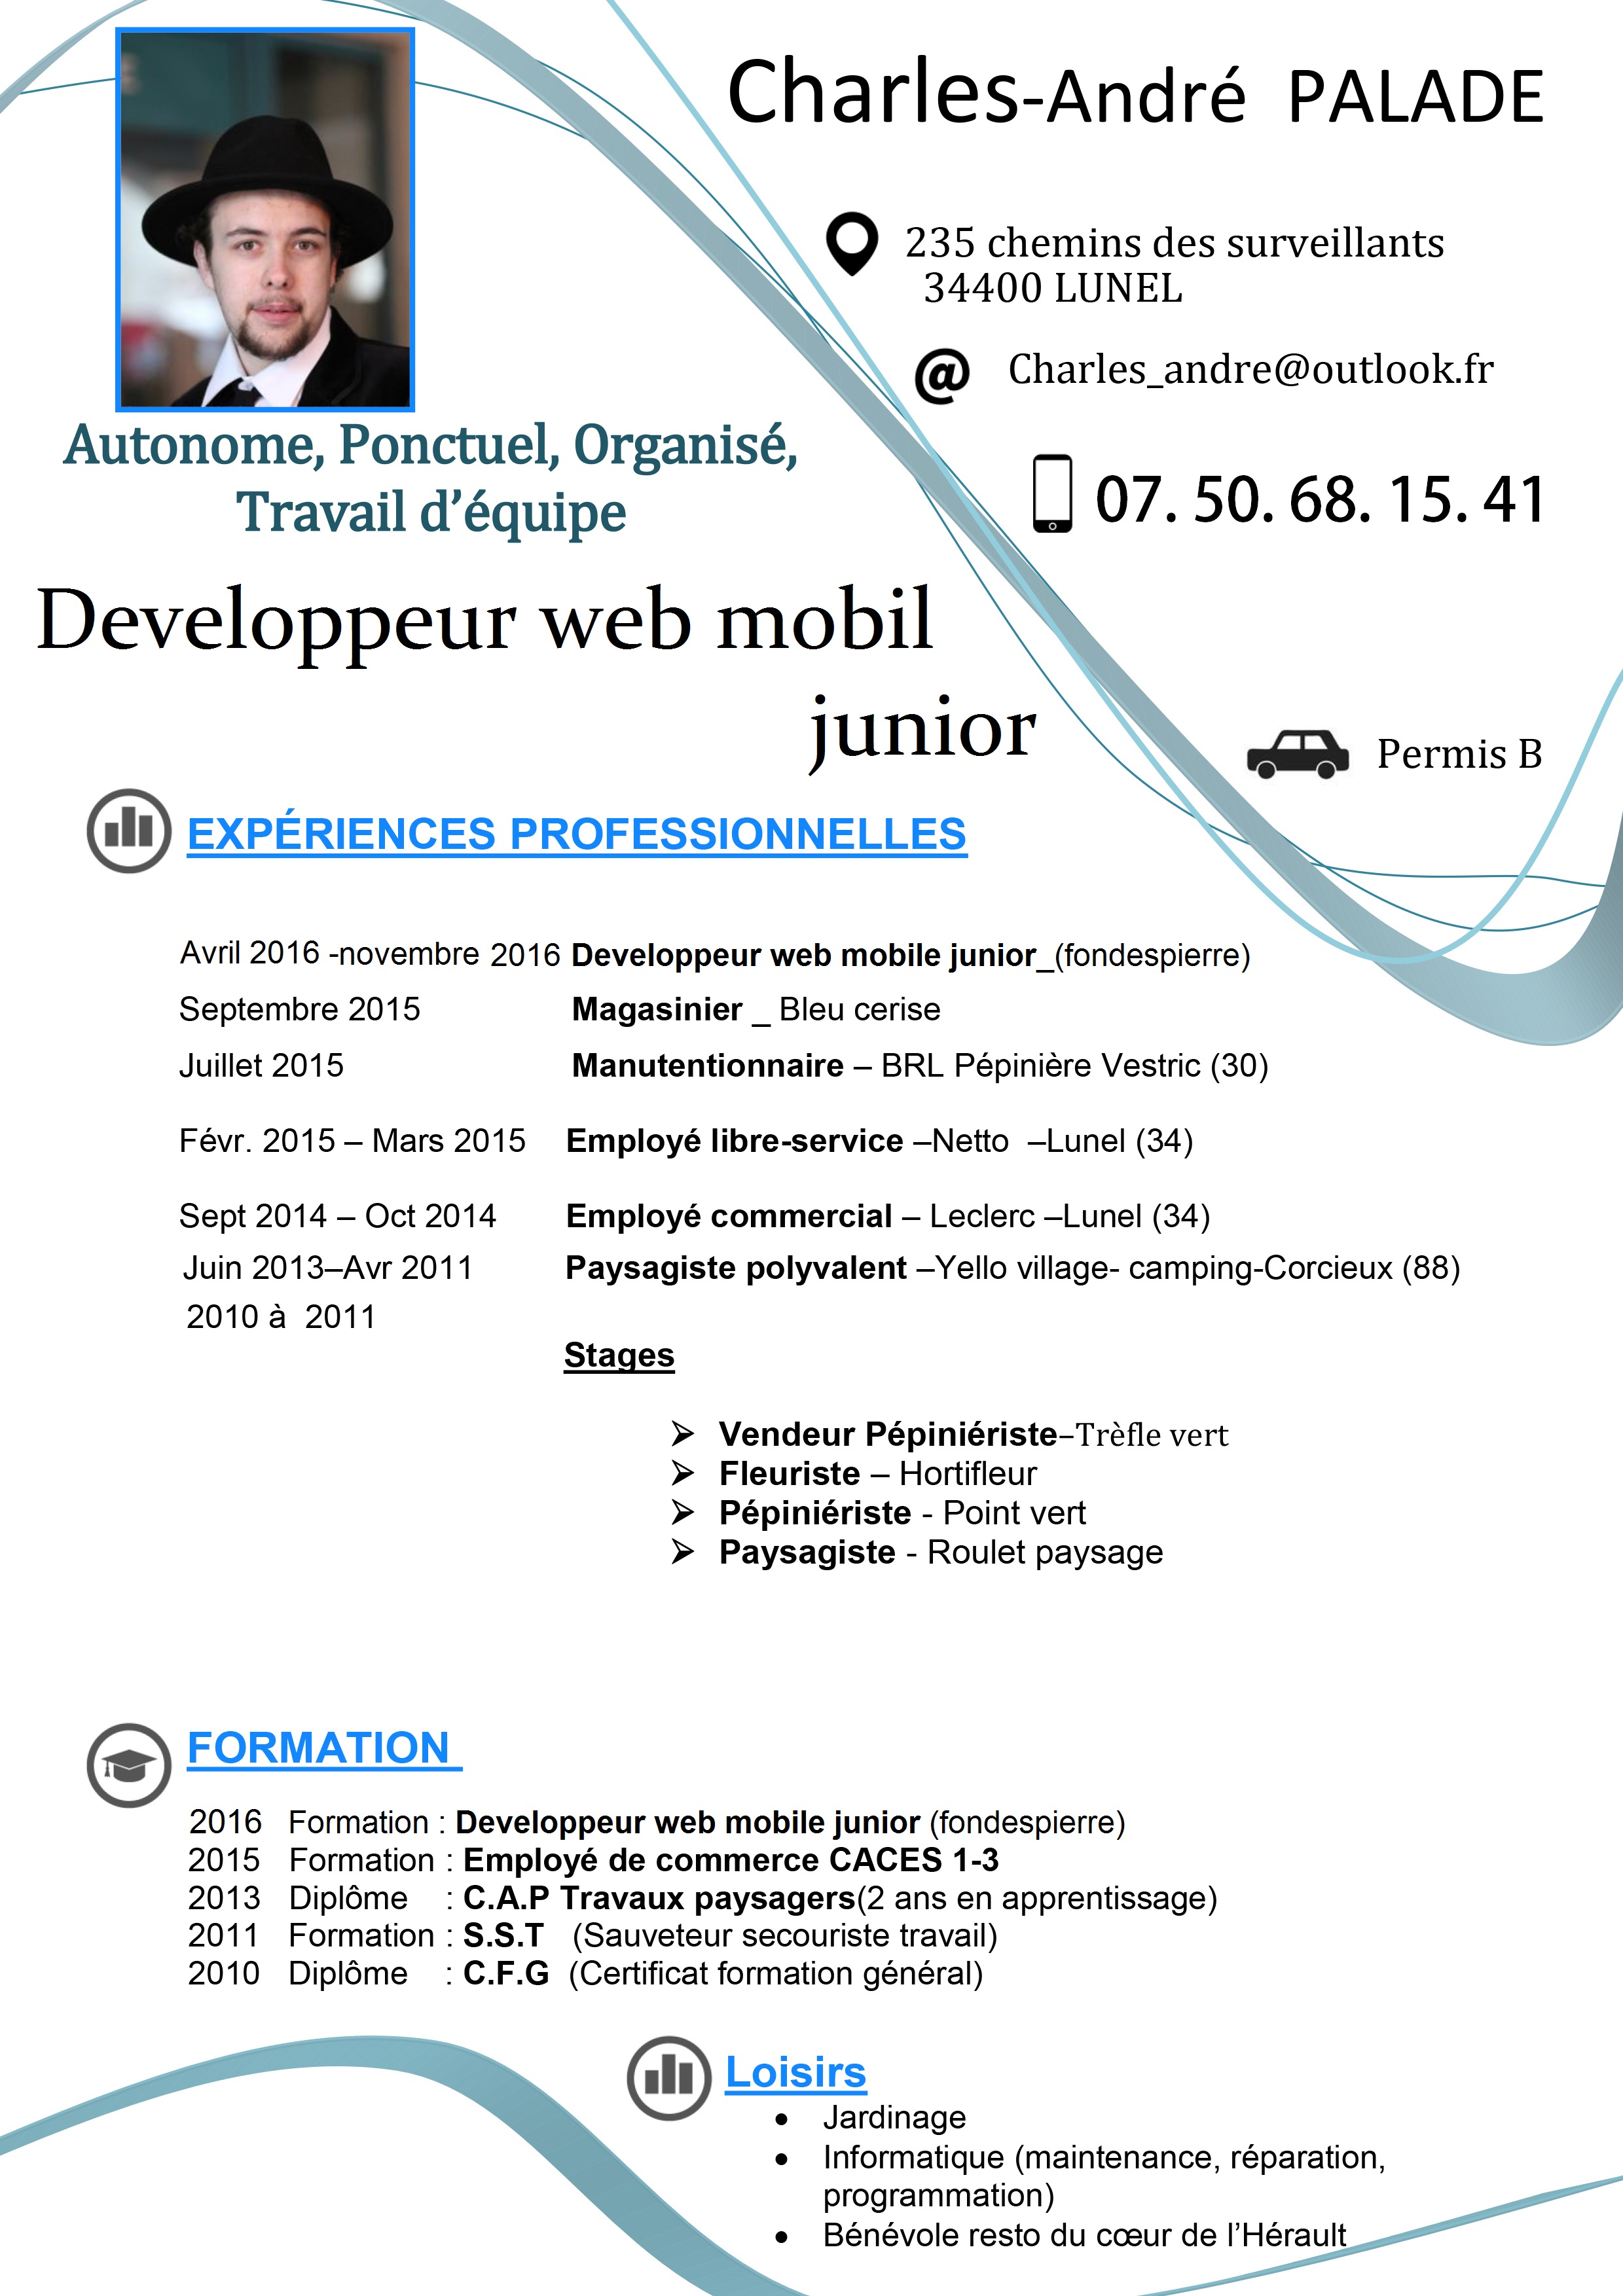 Charles-André PALADE
235 chemins des surveillants
34400 LUNEL
@ Charles_andre@outlook.fr
07. 50. 68. 15. 41
Autonome, Ponctuel, Organisé,
Travail d’équipe
Developpeur web mobil
junior
Permis B
EXPÉRIENCES PROFESSIONNELLES
Avril 2016 -novembre 2016 Developpeur web mobile junior_(fondespierre)
Septembre 2015 Magasinier _ Bleu cerise
Juillet 2015 Manutentionnaire – BRL Pépinière Vestric (30)
Févr. 2015 – Mars 2015 Employé libre-service –Netto –Lunel (34)
Sept 2014 – Oct 2014 Employé commercial – Leclerc –Lunel (34)
Juin 2013–Avr 2011 Paysagiste polyvalent –Yello village- camping-Corcieux (88)
2010 à 2011
Stages
➢ Vendeur Pépiniériste–Trèfle vert
➢ Fleuriste – Hortifleur
➢ Pépiniériste - Point vert
➢ Paysagiste - Roulet paysage
FORMATION
2016 Formation : Developpeur web mobile junior (fondespierre)
2015 Formation : Employé de commerce CACES 1-3
2013 Diplôme : C.A.P Travaux paysagers(2 ans en apprentissage)
2011 Formation : S.S.T (Sauveteur secouriste travail)
2010 Diplôme : C.F.G (Certificat formation général)
Loisirs
• Jardinage
• Informatique (maintenance, réparation,
programmation)
• Bénévole resto du cœur de l’Hérault